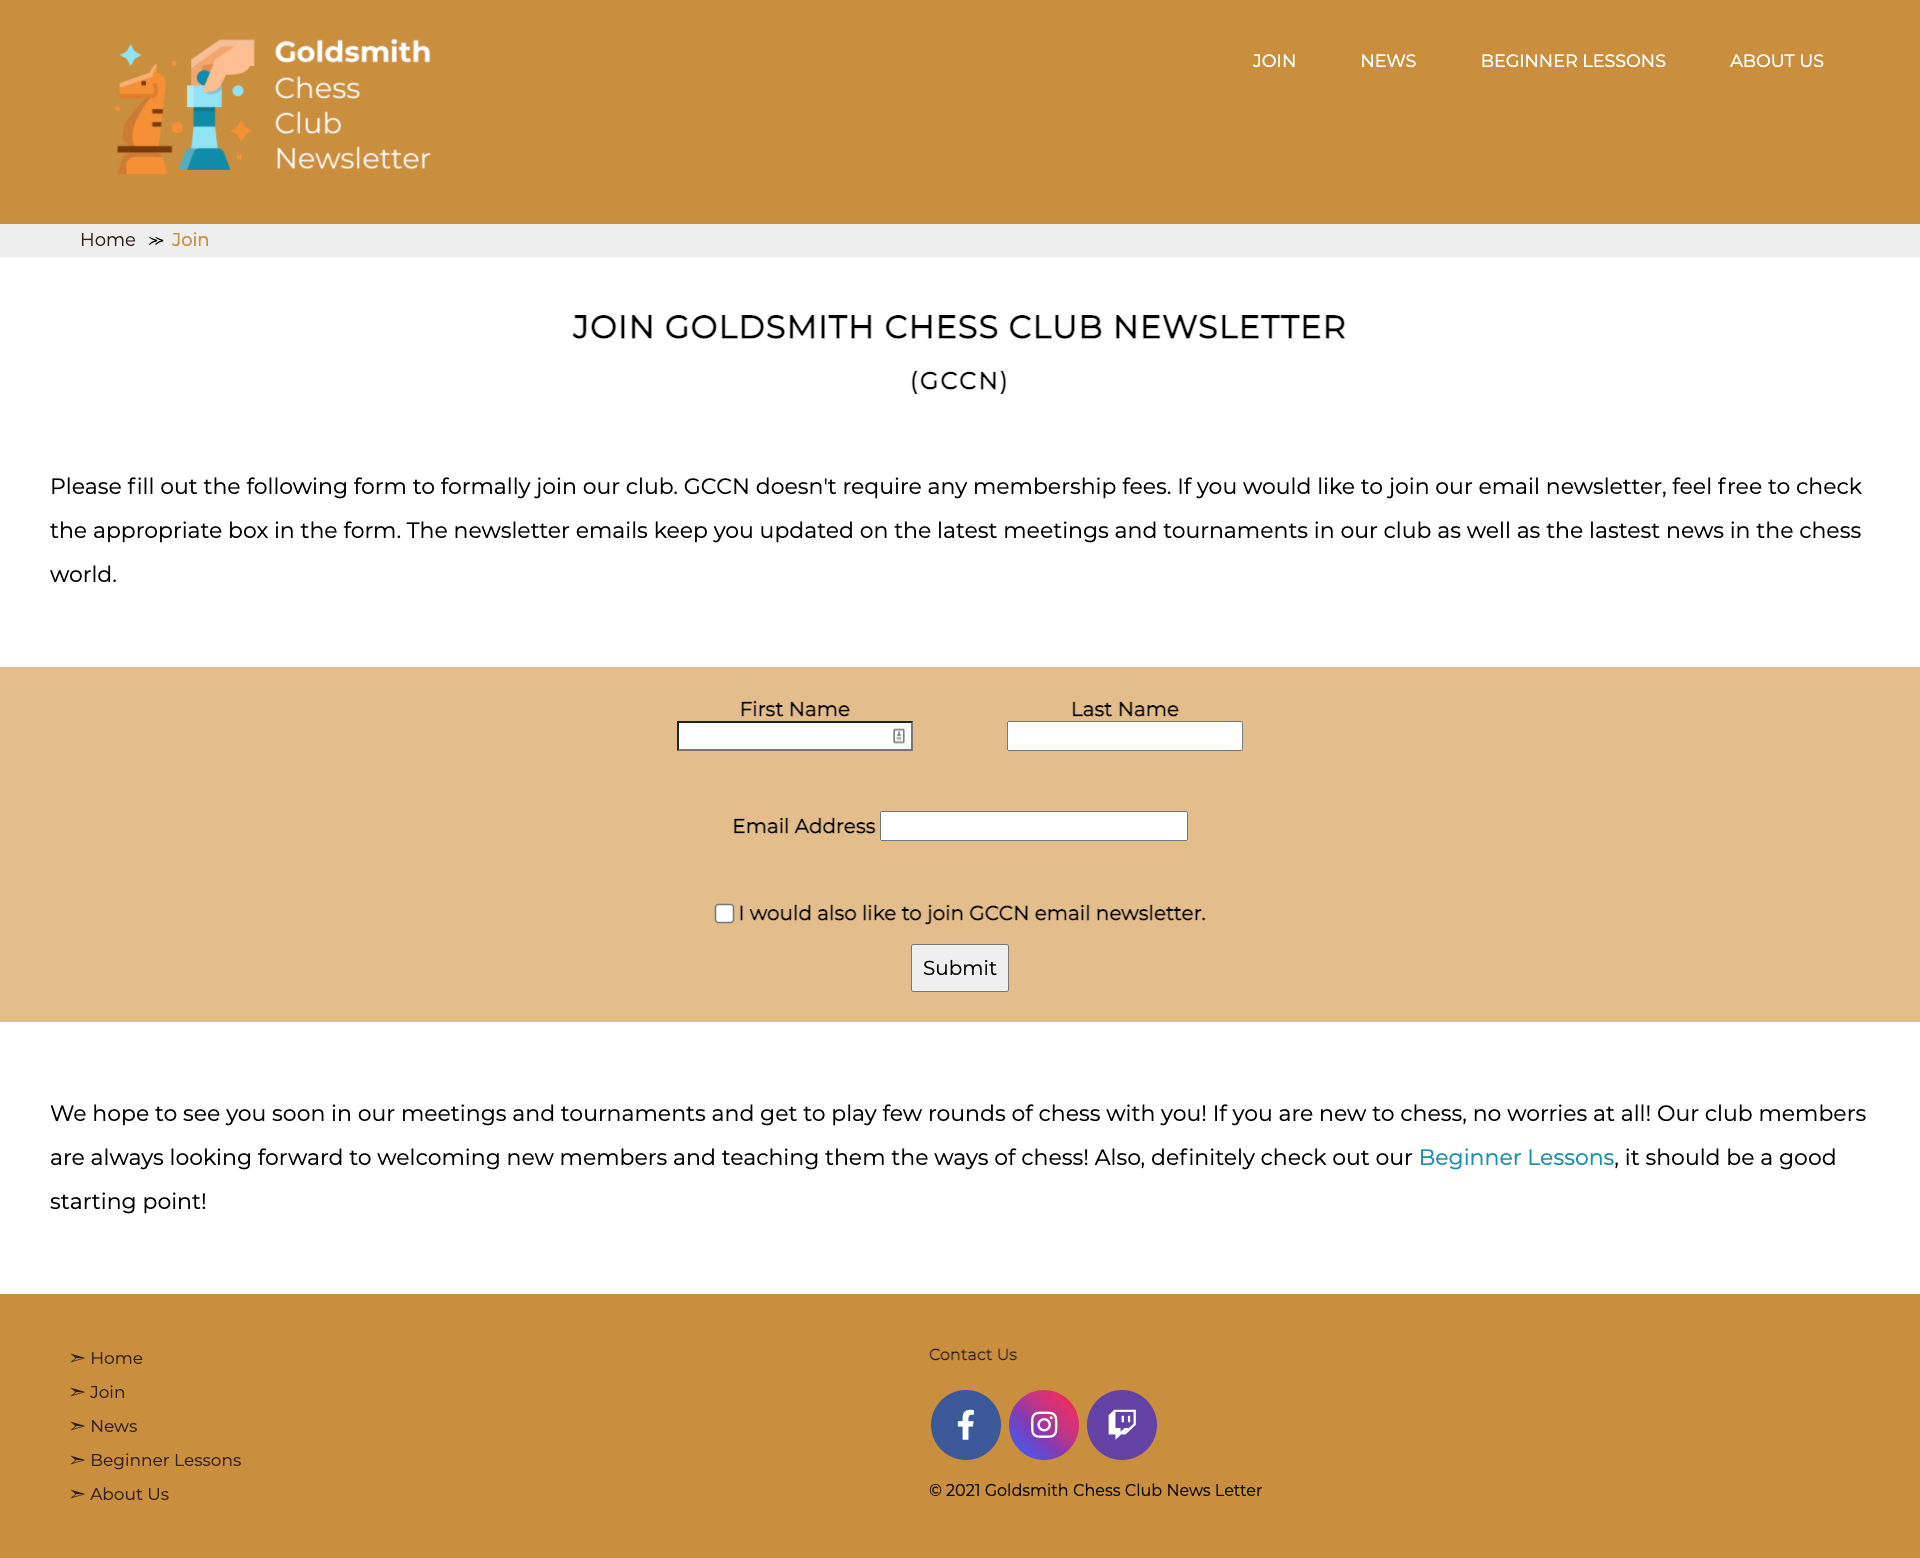 Goldsmith
Chess
Club
Newsletter
JOIN NEWS BEGINNER LESSONS ABOUT US
Home ≫ Join
JOIN GOLDSMITH CHESS CLUB NEWSLETTER
(GCCN)
Please fill out the following form to formally join our club. GCCN doesn't require any membership fees. If you would like to join our email newsletter, feel free to check
the appropriate box in the form. The newsletter emails keep you updated on the latest meetings and tournaments in our club as well as the lastest news in the chess
world.
First Name Last Name
Email Address
I would also like to join GCCN email newsletter.
Submit
We hope to see you soon in our meetings and tournaments and get to play few rounds of chess with you! If you are new to chess, no worries at all! Our club members
are always looking forward to welcoming new members and teaching them the ways of chess! Also, definitely check out our Beginner Lessons, it should be a good
starting point!
➣ Home
➣ Join
➣ News
➣ Beginner Lessons
➣ About Us
Contact Us
© 2021 Goldsmith Chess Club News Letter